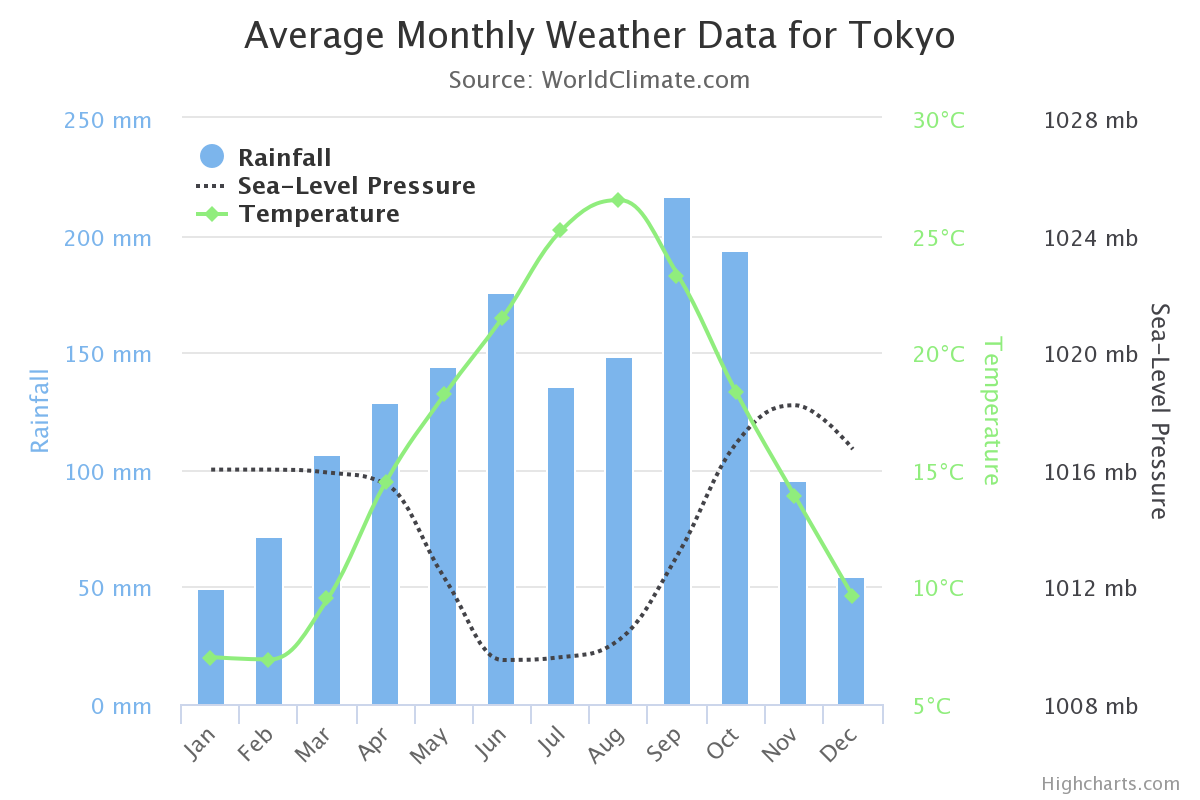 Average Monthly Weather Data for Tokyo
Source: WorldClimate.com
250 mm
200 mm
150 mm
100 mm
50 mm
0 mm
Rainfall
Rainfall
Sea-Level Pressure
Temperature
30°C
25°C
20°C
15°C
10°C
5°C
Temperature
1028 mb
1024 mb
1020 mb
1016 mb
1012 mb
1008 mb
Sea-Level Pressure
Jan
Feb
Mar
Apr
May
Jun
Jul
Aug
Sep
Oct
Nov
Dec
Highcharts.com